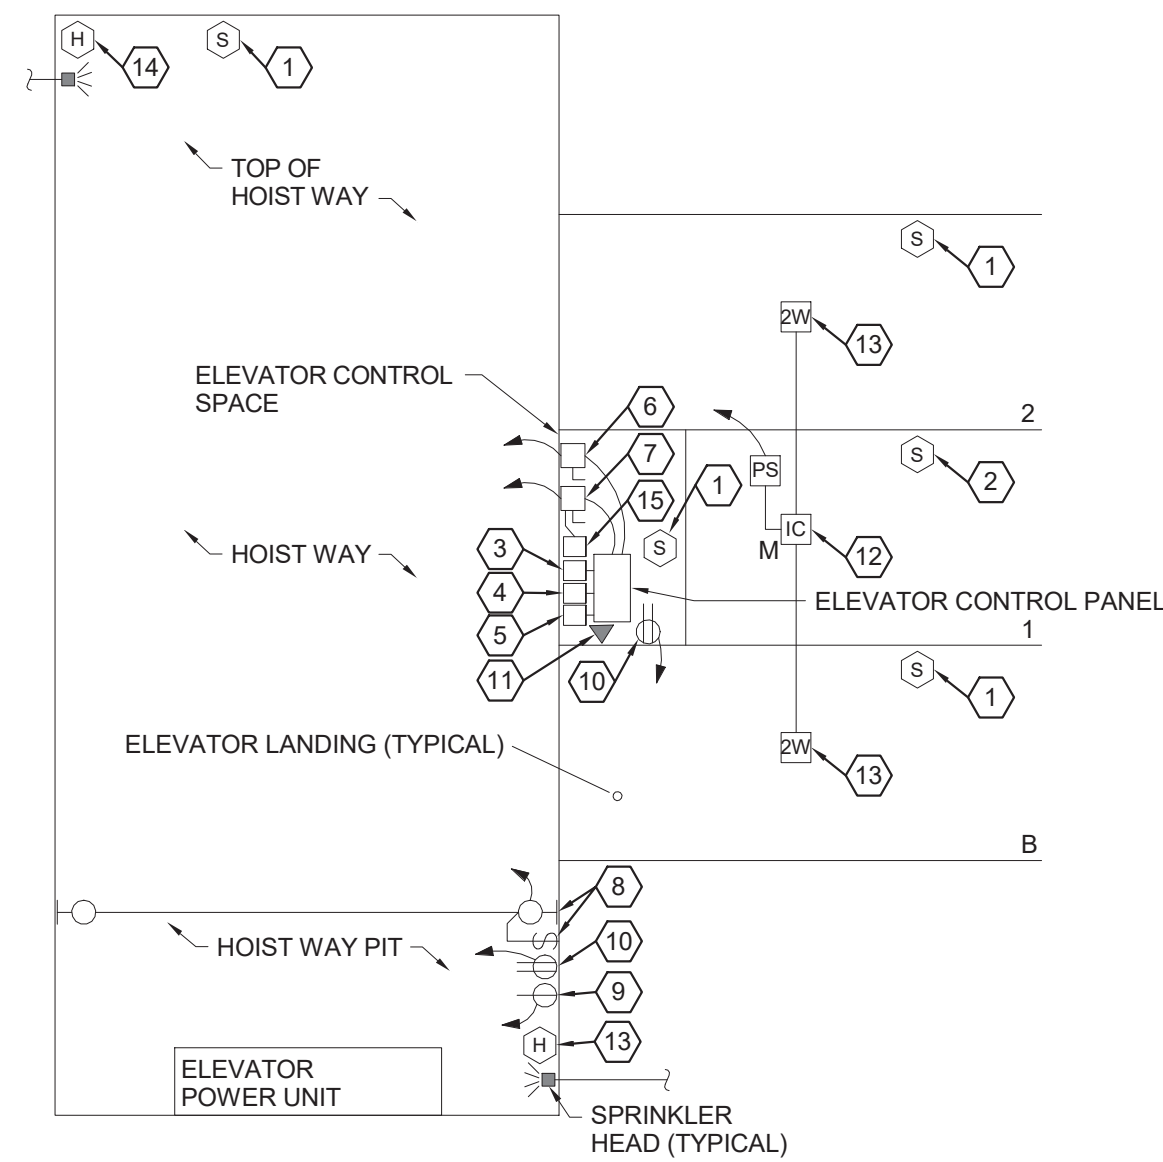 H
S
14
1
TOP OF
HOIST WAY
S
1
2W
13
ELEVATOR CONTROL
SPACE
6
2
7
S
PS
2
1
15
IC
S
M
12
3
HOIST WAY
4
ELEVATOR CONTROL PANEL
5
1
11
10
S
1
ELEVATOR LANDING (TYPICAL)
2W
13
B
8
HOIST WAY PIT
S
10
9
H
13
ELEVATOR
POWER UNIT
SPRINKLER
HEAD (TYPICAL)